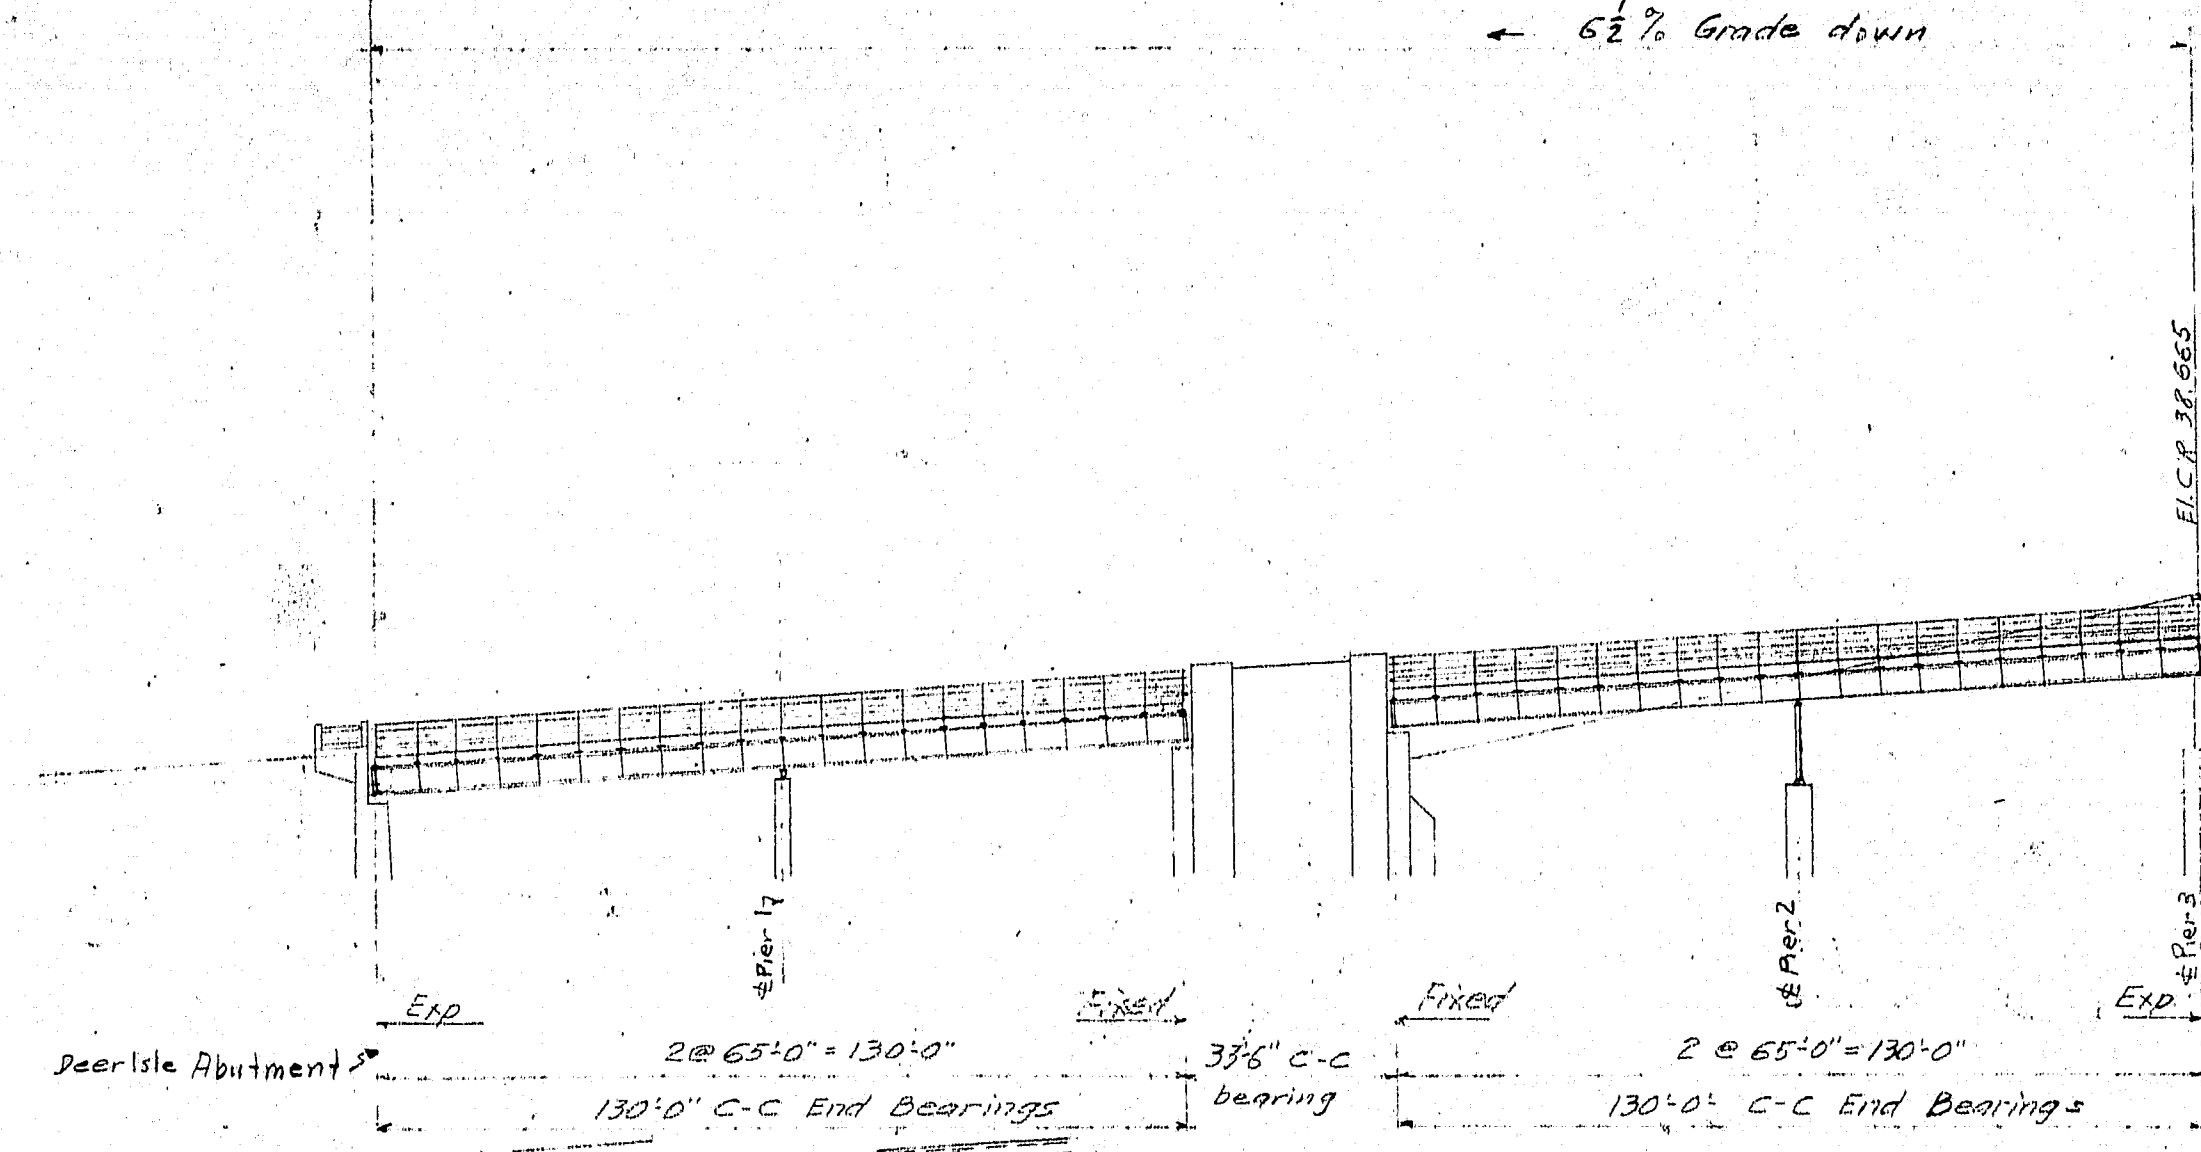 ← 6½% Grade down
El. C.R. 38.665
℄ Pier 1
℄ Pier 2
℄ Pier 3
Exp
Fixed
Fixed
Exp.
Deer Isle Abutment
2@ 65'-0" = 130'-0"
33'-6" C-C
bearing
2 @ 65'-0" = 130'-0"
130'-0" C-C End Bearings
130'-0" C-C End Bearings